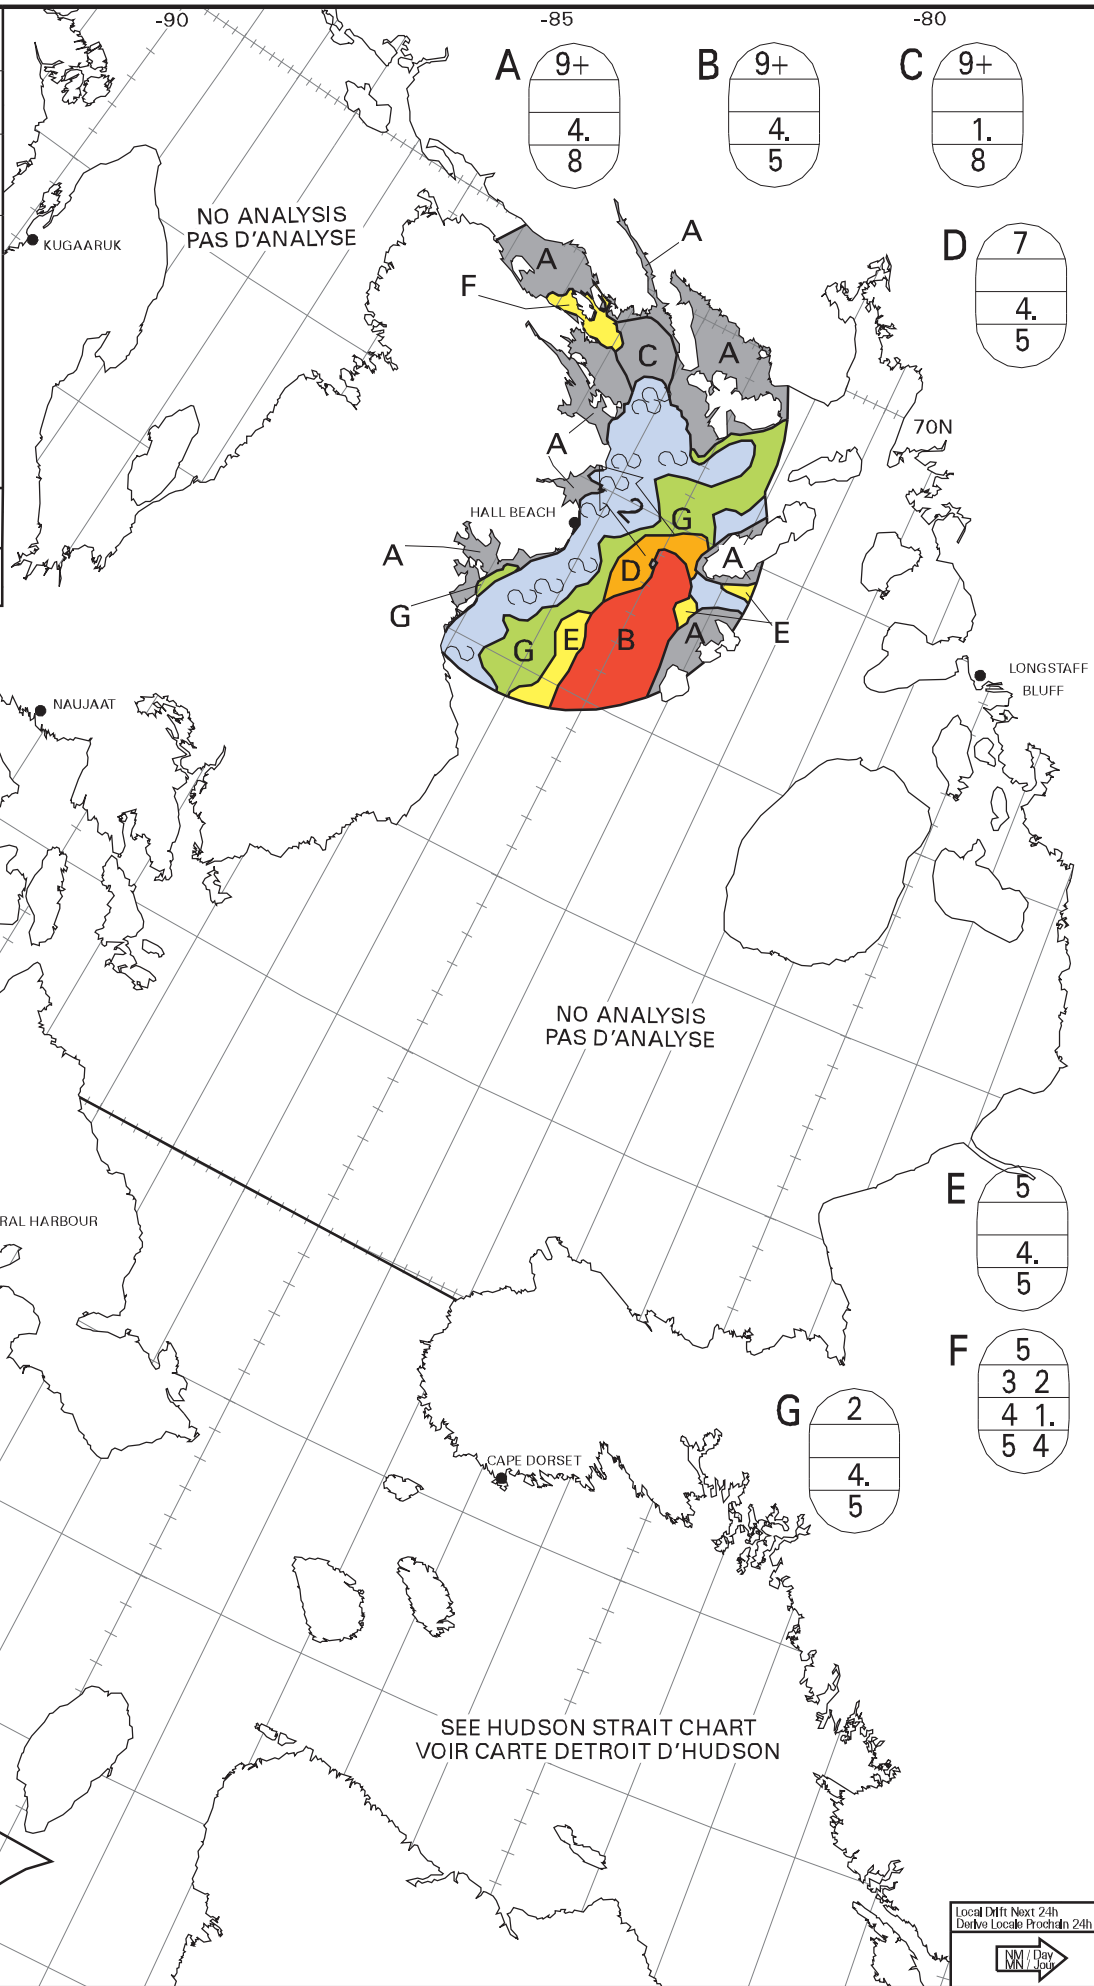 -90
-85
-80
A
9+
4.
8
B
9+
4.
5
C
9+
1.
8
NO ANALYSIS
PAS D'ANALYSE
KUGAARUK
A
D
7
4.
5
A
F
C
A
A
70N
HALL BEACH
2
G
A
D
A
G
E
B
A
E
G
LONGSTAFF
BLUFF
NAUJAAT
NO ANALYSIS
PAS D'ANALYSE
E
5
4.
5
RAL HARBOUR
F
5
3 2
4 1.
5 4
G
2
4.
5
CAPE DORSET
SEE HUDSON STRAIT CHART
VOIR CARTE DETROIT D'HUDSON
Local Drift Next 24h
Derive Locale Prochain 24h
NM / Day
MN / Jour